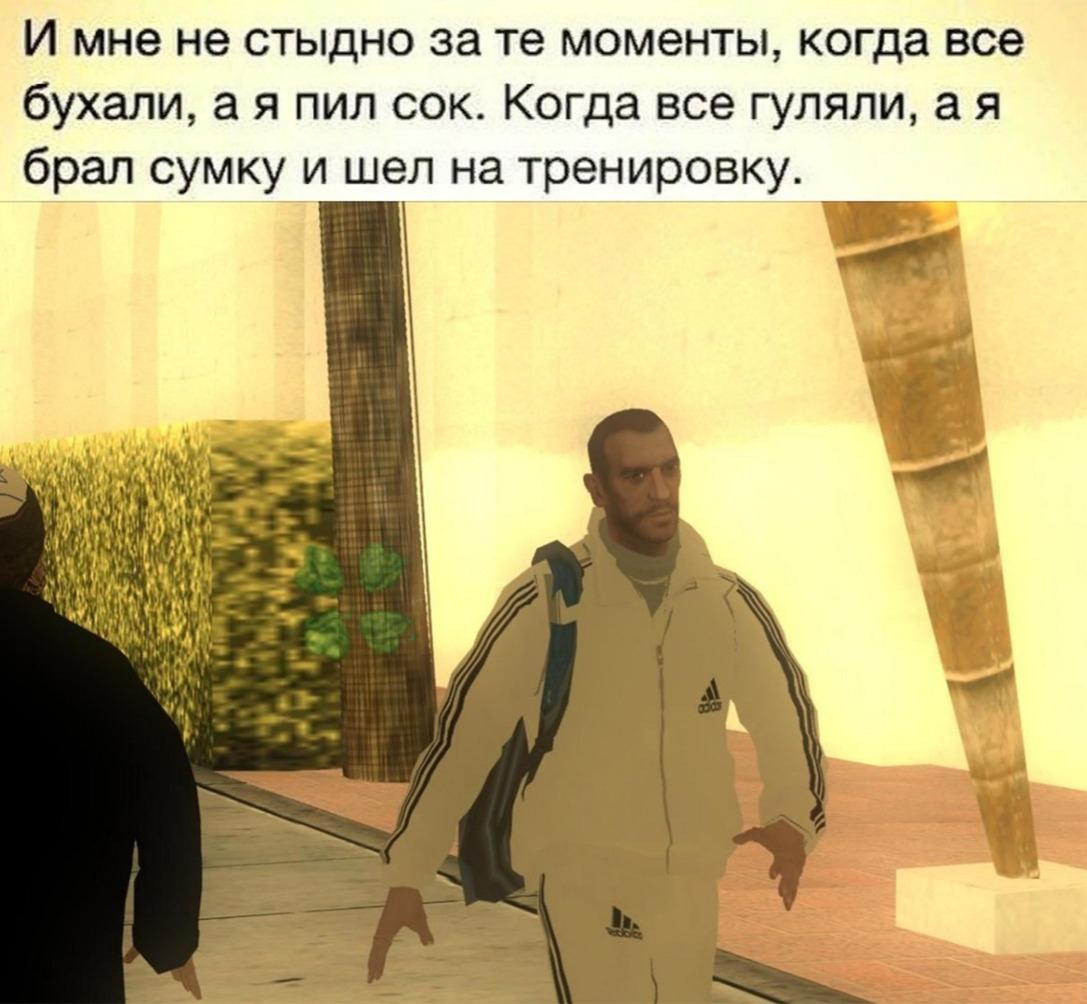 И мне не стыдно за те моменты, когда все
бухали, а я пил сок. Когда все гуляли, а я
брал сумку и шел на тренировку.
adidas